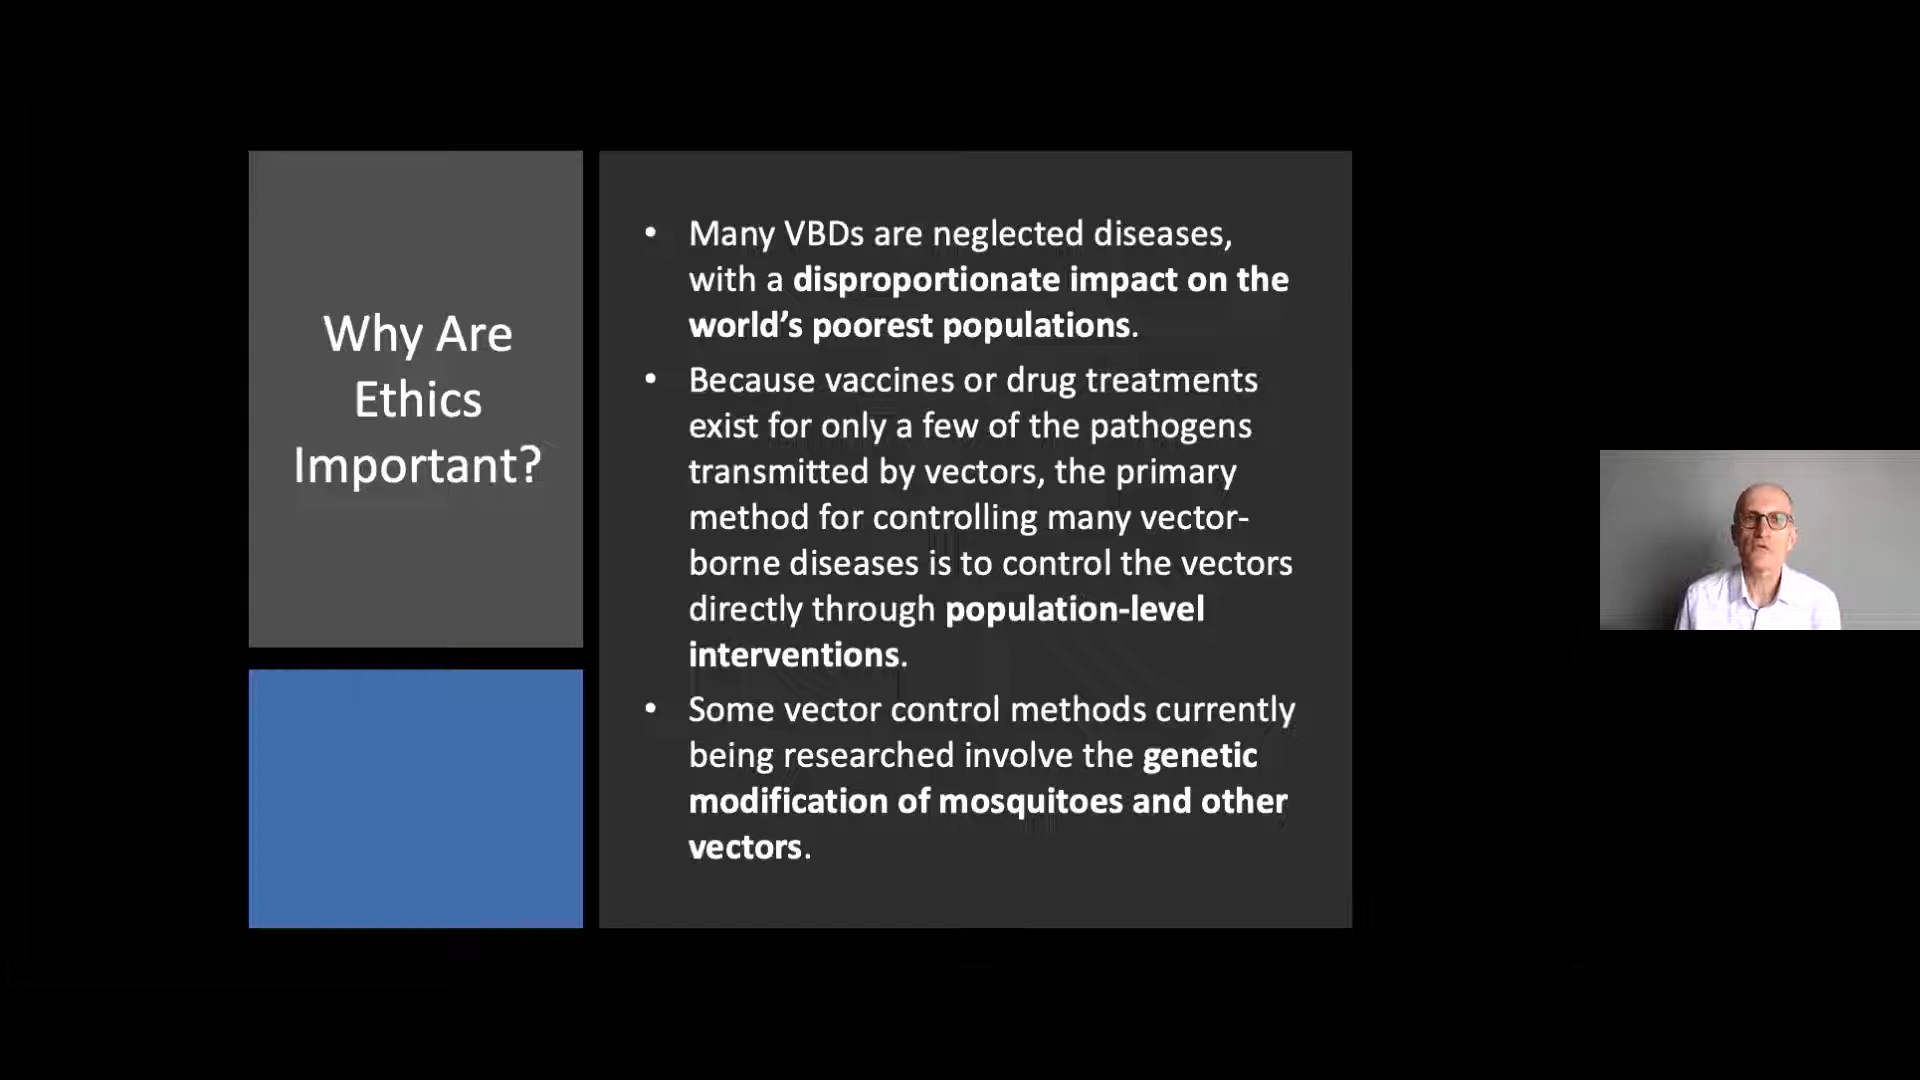 Why Are
Ethics
Important?
• Many VBDs are neglected diseases,
with a disproportionate impact on the
world’s poorest populations.
• Because vaccines or drug treatments
exist for only a few of the pathogens
transmitted by vectors, the primary
method for controlling many vector-
borne diseases is to control the vectors
directly through population-level
interventions.
• Some vector control methods currently
being researched involve the genetic
modification of mosquitoes and other
vectors.